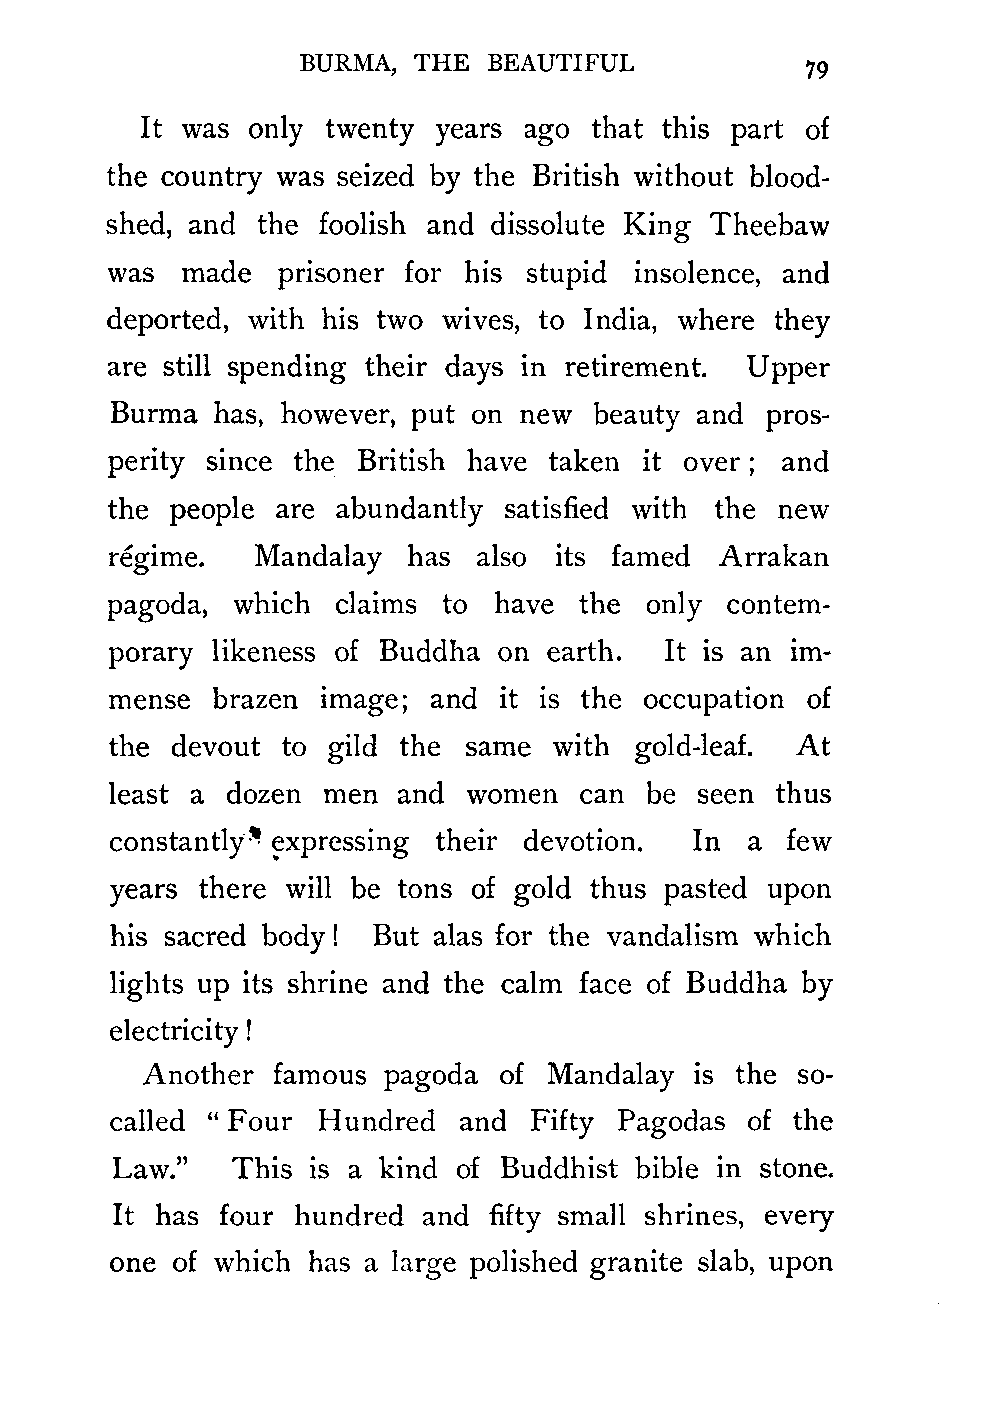 BURMA, THE BEAUTIFUL 79
It was only twenty years ago that this part of
the country was seized by the British without blood-
shed, and the foolish and dissolute King Theebaw
was made prisoner for his stupid insolence, and
deported, with his two wives, to India, where they
are still spending their days in retirement. Upper
Burma has, however, put on new beauty and pros-
perity since the British have taken it over; and
the people are abundantly satisfied with the new
régime. Mandalay has also its famed Arrakan
pagoda, which claims to have the only contem-
porary likeness of Buddha on earth. It is an im-
mense brazen image; and it is the occupation of
the devout to gild the same with gold-leaf. At
least a dozen men and women can be seen thus
constantly expressing their devotion. In a few
years there will be tons of gold thus pasted upon
his sacred body! But alas for the vandalism which
lights up its shrine and the calm face of Buddha by
electricity!
Another famous pagoda of Mandalay is the so-
called “Four Hundred and Fifty Pagodas of the
Law.” This is a kind of Buddhist bible in stone.
It has four hundred and fifty small shrines, every
one of which has a large polished granite slab, upon